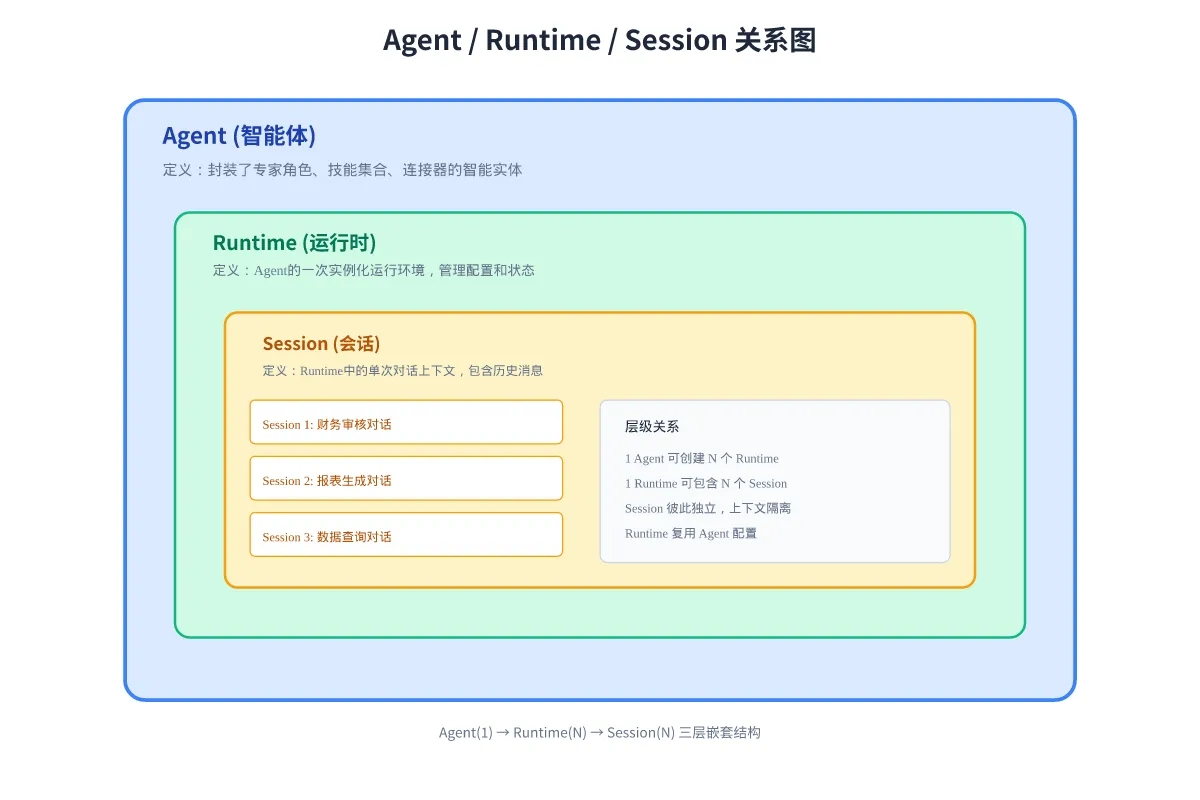 Agent / Runtime / Session 关系图
Agent (智能体)
定义：封装了专家角色、技能集合、连接器的智能实体
Runtime (运行时)
定义：Agent的一次实例化运行环境，管理配置和状态
Session (会话)
定义：Runtime中的单次对话上下文，包含历史消息
Session 1: 财务审核对话
Session 2: 报表生成对话
Session 3: 数据查询对话
层级关系
1 Agent 可创建 N 个 Runtime
1 Runtime 可包含 N 个 Session
Session 彼此独立，上下文隔离
Runtime 复用 Agent 配置
Agent(1) → Runtime(N) → Session(N) 三层嵌套结构